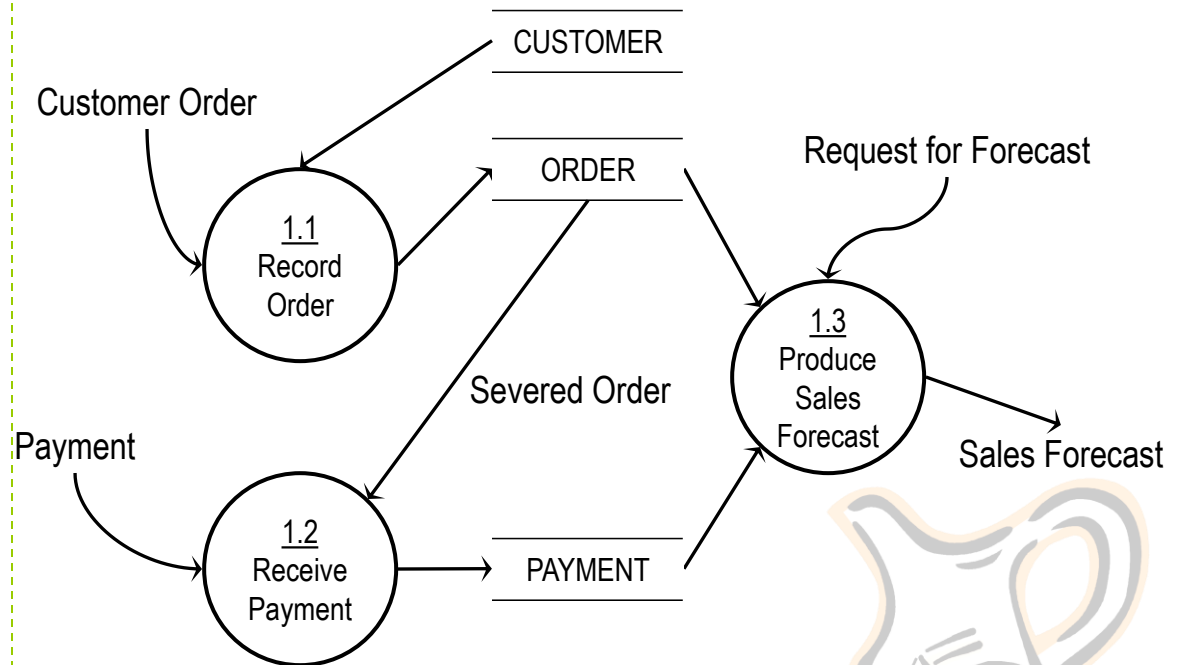 CUSTOMER
Customer Order
ORDER
Request for Forecast
1.1
Record
Order
1.3
Produce
Sales
Forecast
Severed Order
Payment
Sales Forecast
1.2
Receive
Payment
PAYMENT